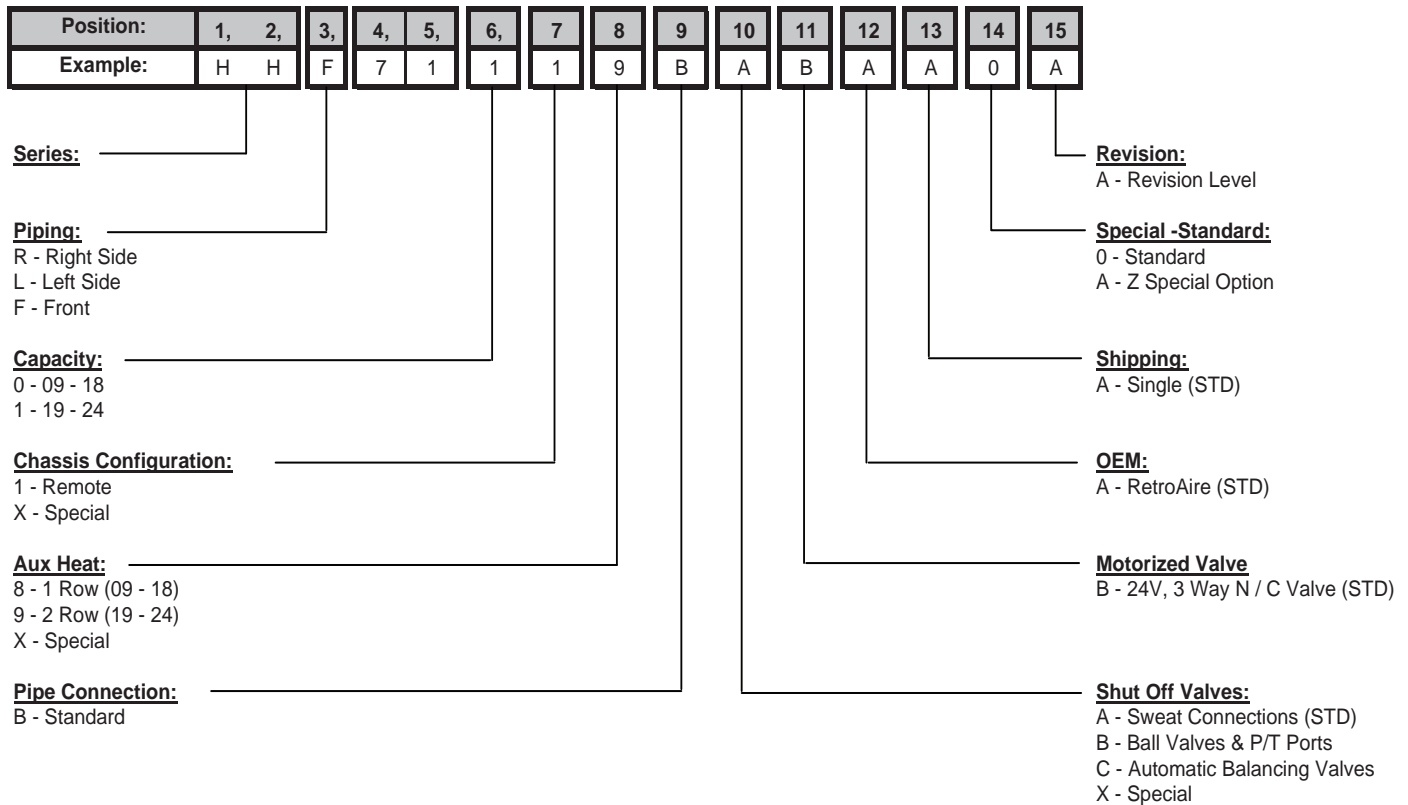 Position: 1, 2, 3, 4, 5, 6, 7 8 9 10 11 12 13 14 15
Example: H H F 7 1 1 1 9 B A B A A 0 A
Series:
Piping:
R - Right Side
L - Left Side
F - Front
Capacity:
0 - 09 - 18
1 - 19 - 24
Chassis Configuration:
1 - Remote
X - Special
Aux Heat:
8 - 1 Row (09 - 18)
9 - 2 Row (19 - 24)
X - Special
Pipe Connection:
B - Standard
Revision:
A - Revision Level
Special -Standard:
0 - Standard
A - Z Special Option
Shipping:
A - Single (STD)
OEM:
A - RetroAire (STD)
Motorized Valve
B - 24V, 3 Way N / C Valve (STD)
Shut Off Valves:
A - Sweat Connections (STD)
B - Ball Valves & P/T Ports
C - Automatic Balancing Valves
X - Special